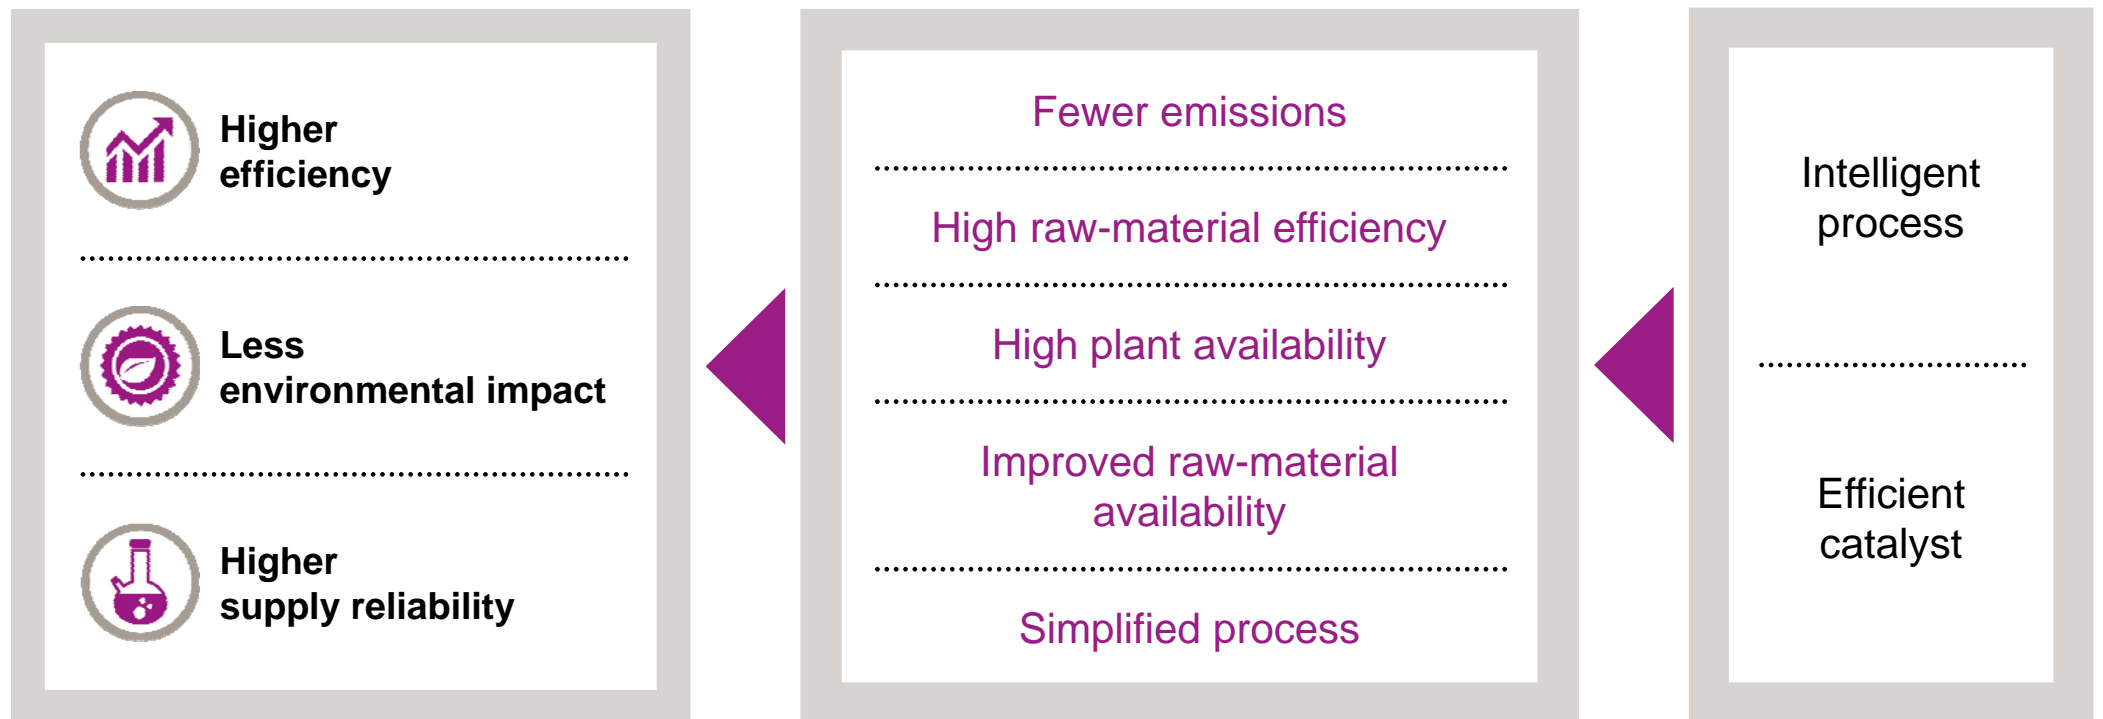 Higher
efficiency
Less
environmental impact
Higher
supply reliability
Fewer emissions
High raw-material efficiency
High plant availability
Improved raw-material
availability
Simplified process
Intelligent
process
Efficient
catalyst